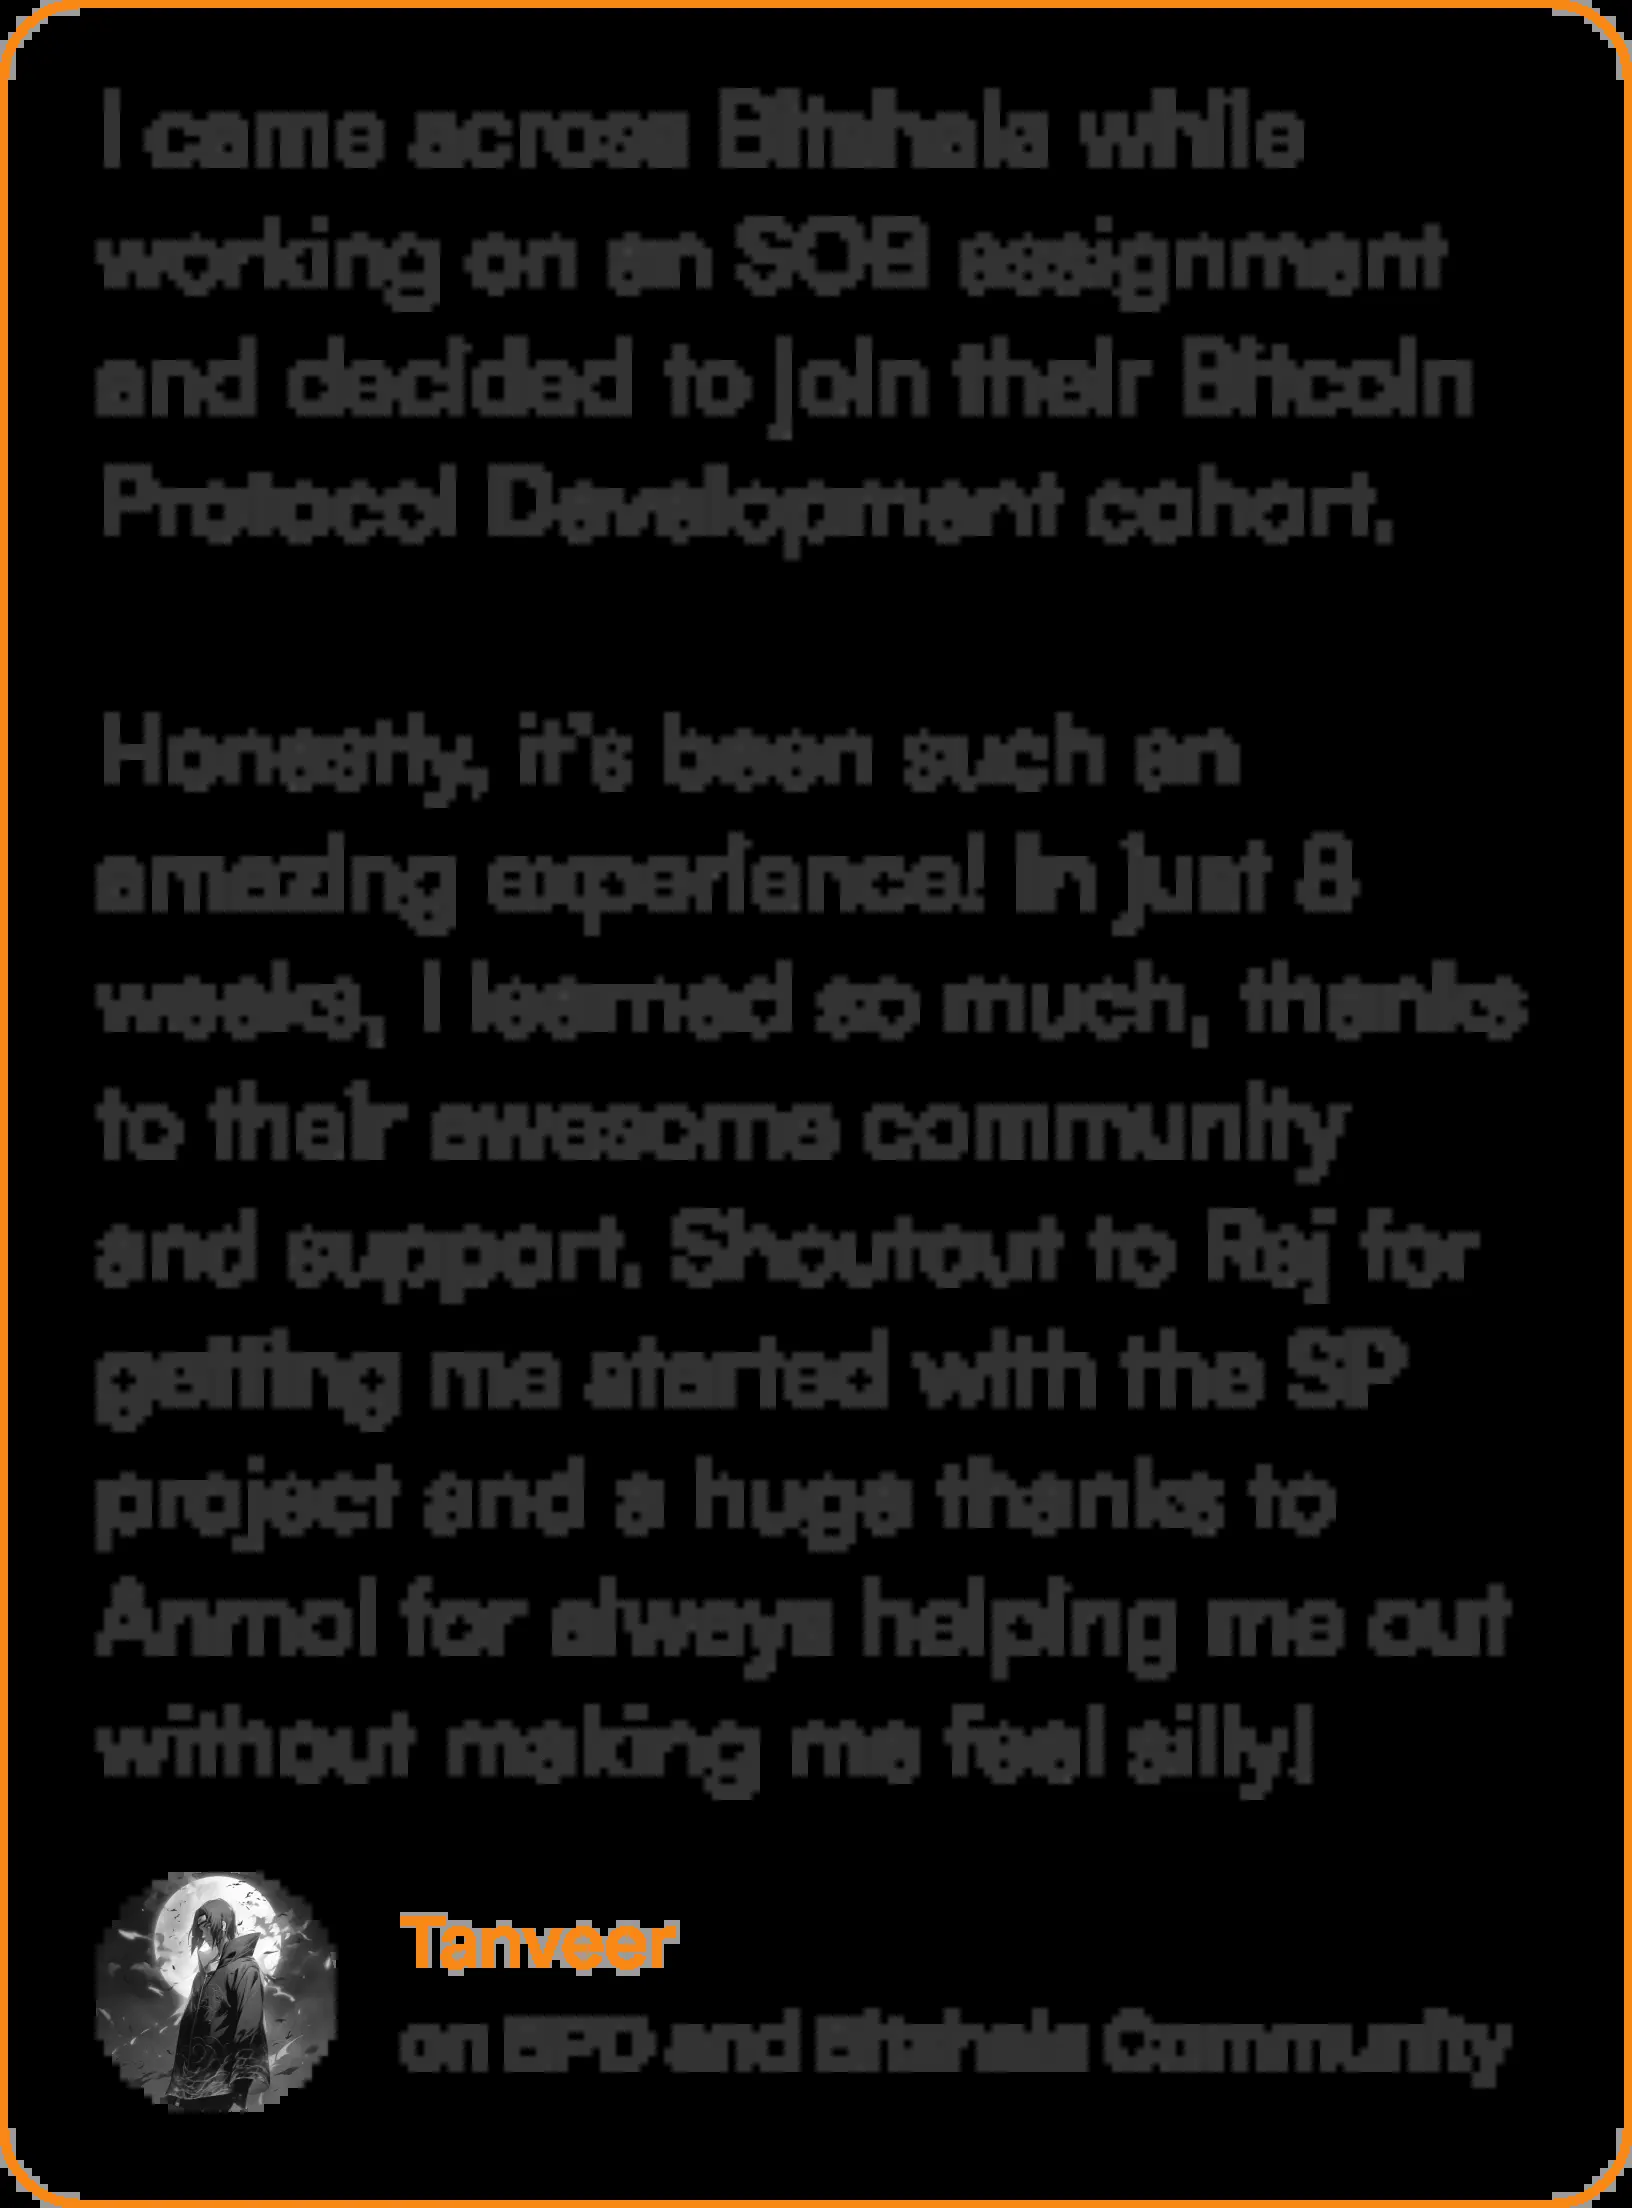 I came across Bitshala while
working on an SOB assignment
and decided to join their Bitcoin
Protocol Development cohort.
Honestly, it's been such an
amazing experience! In just 8
weeks, I learned so much, thanks
to their awesome community
and support. Shoutout to Raj for
getting me started with the SP
project and a huge thanks to
Anmol for always helping me out
without making me feel silly!
Tanveer
on BPD and Bitshala Community